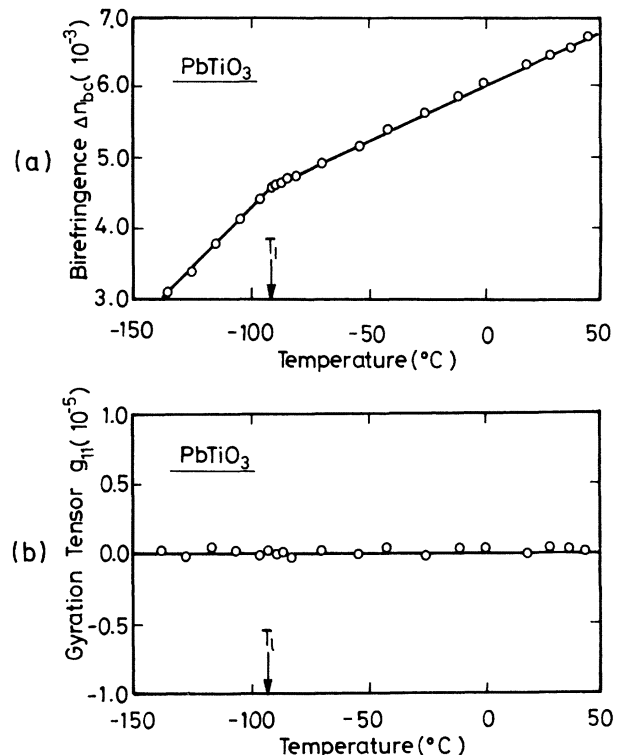 7.0
6.0
5.0
4.0
3.0
Birefringence Δn_bc(10⁻³)
(a)
PbTiO₃
T_l
-150 -100 -50 0 50
Temperature(°C)
1.0
0.5
0.0
-0.5
-1.0
Gyration Tensor g₁₁(10⁻⁵)
(b)
PbTiO₃
T_l
-150 -100 -50 0 50
Temperature(°C)